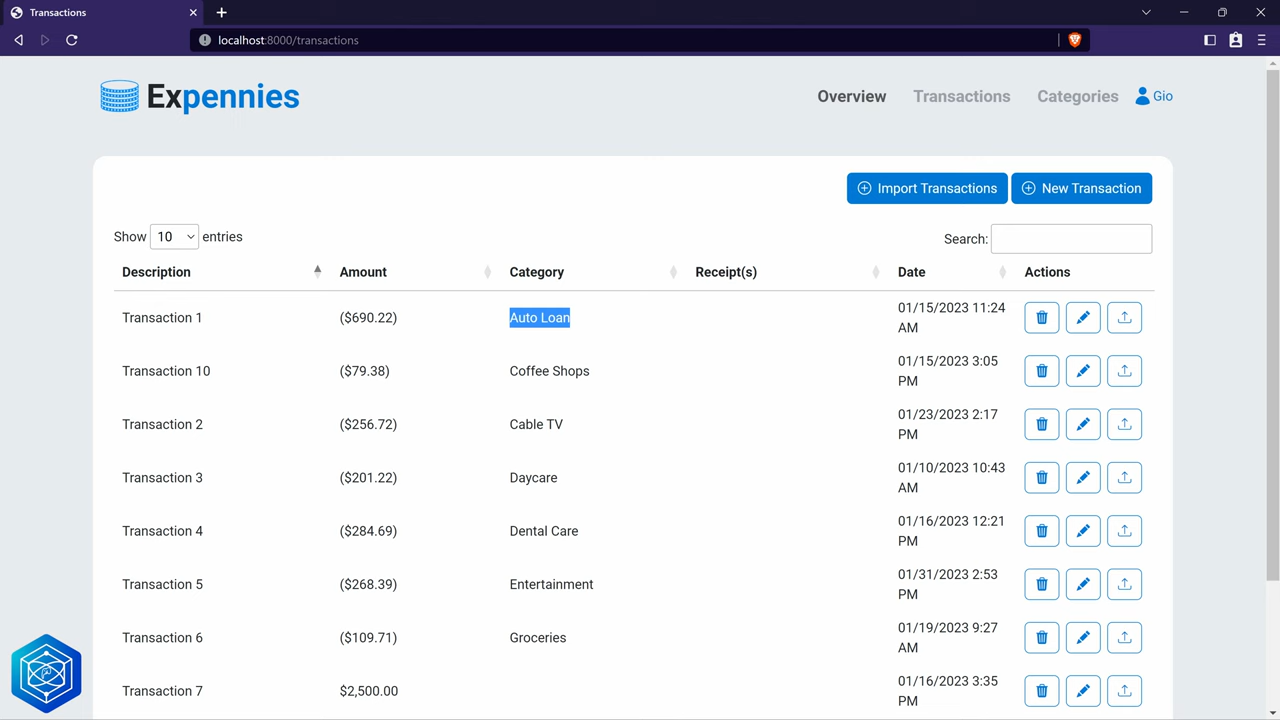 Transactions
localhost:8000/transactions
Expennies
Overview Transactions Categories Gio
Import Transactions New Transaction
Show 10 entries Search:
Description Amount Category Receipt(s) Date Actions
Transaction 1 ($690.22) Auto Loan 01/15/2023 11:24
AM
Transaction 10 ($79.38) Coffee Shops 01/15/2023 3:05
PM
Transaction 2 ($256.72) Cable TV 01/23/2023 2:17
PM
Transaction 3 ($201.22) Daycare 01/10/2023 10:43
AM
Transaction 4 ($284.69) Dental Care 01/16/2023 12:21
PM
Transaction 5 ($268.39) Entertainment 01/31/2023 2:53
PM
Transaction 6 ($109.71) Groceries 01/19/2023 9:27
AM
Transaction 7 $2,500.00 01/16/2023 3:35
PM